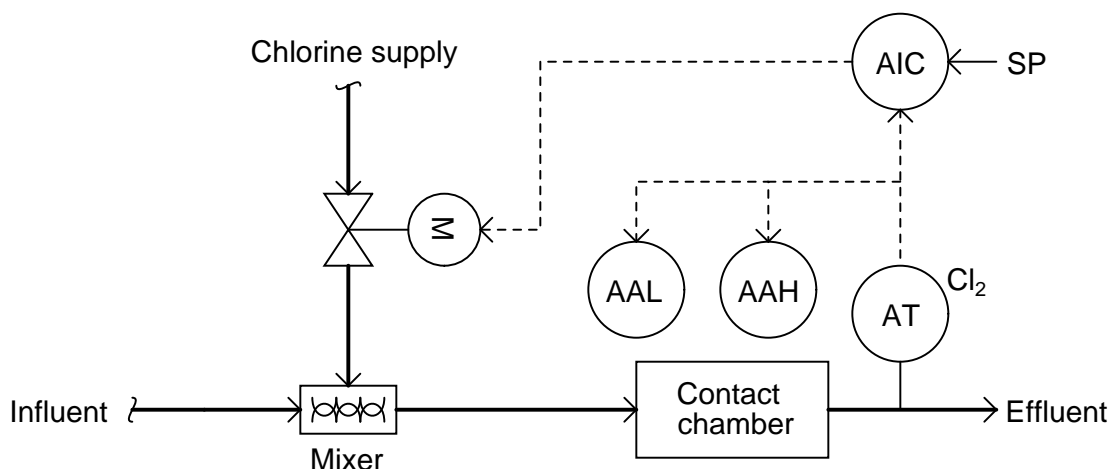 Chlorine supply
AIC
SP
M
AAL
AAH
AT
Cl₂
Influent
Mixer
Contact
chamber
Effluent